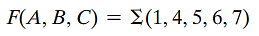 F(A, B, C) = Σ(1, 4, 5, 6, 7)